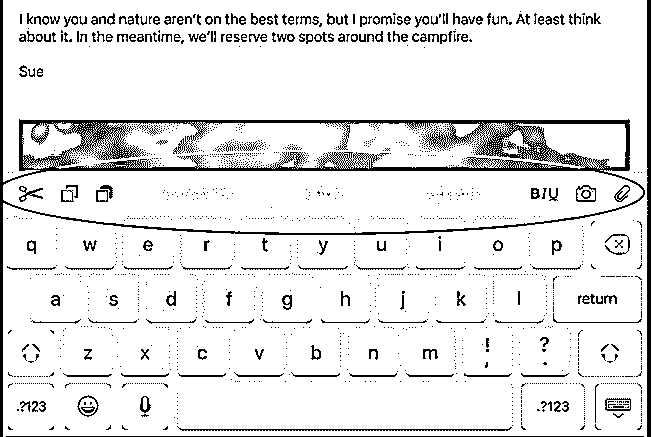 I know you and nature aren't on the best terms, but I promise you'll have fun. At least think
about it. In the meantime, we'll reserve two spots around the campfire.
Sue
BIU
q w e r t y u i o p
a s d f g h j k l return
z x c v b n m ! , ? .
.?123 .?123